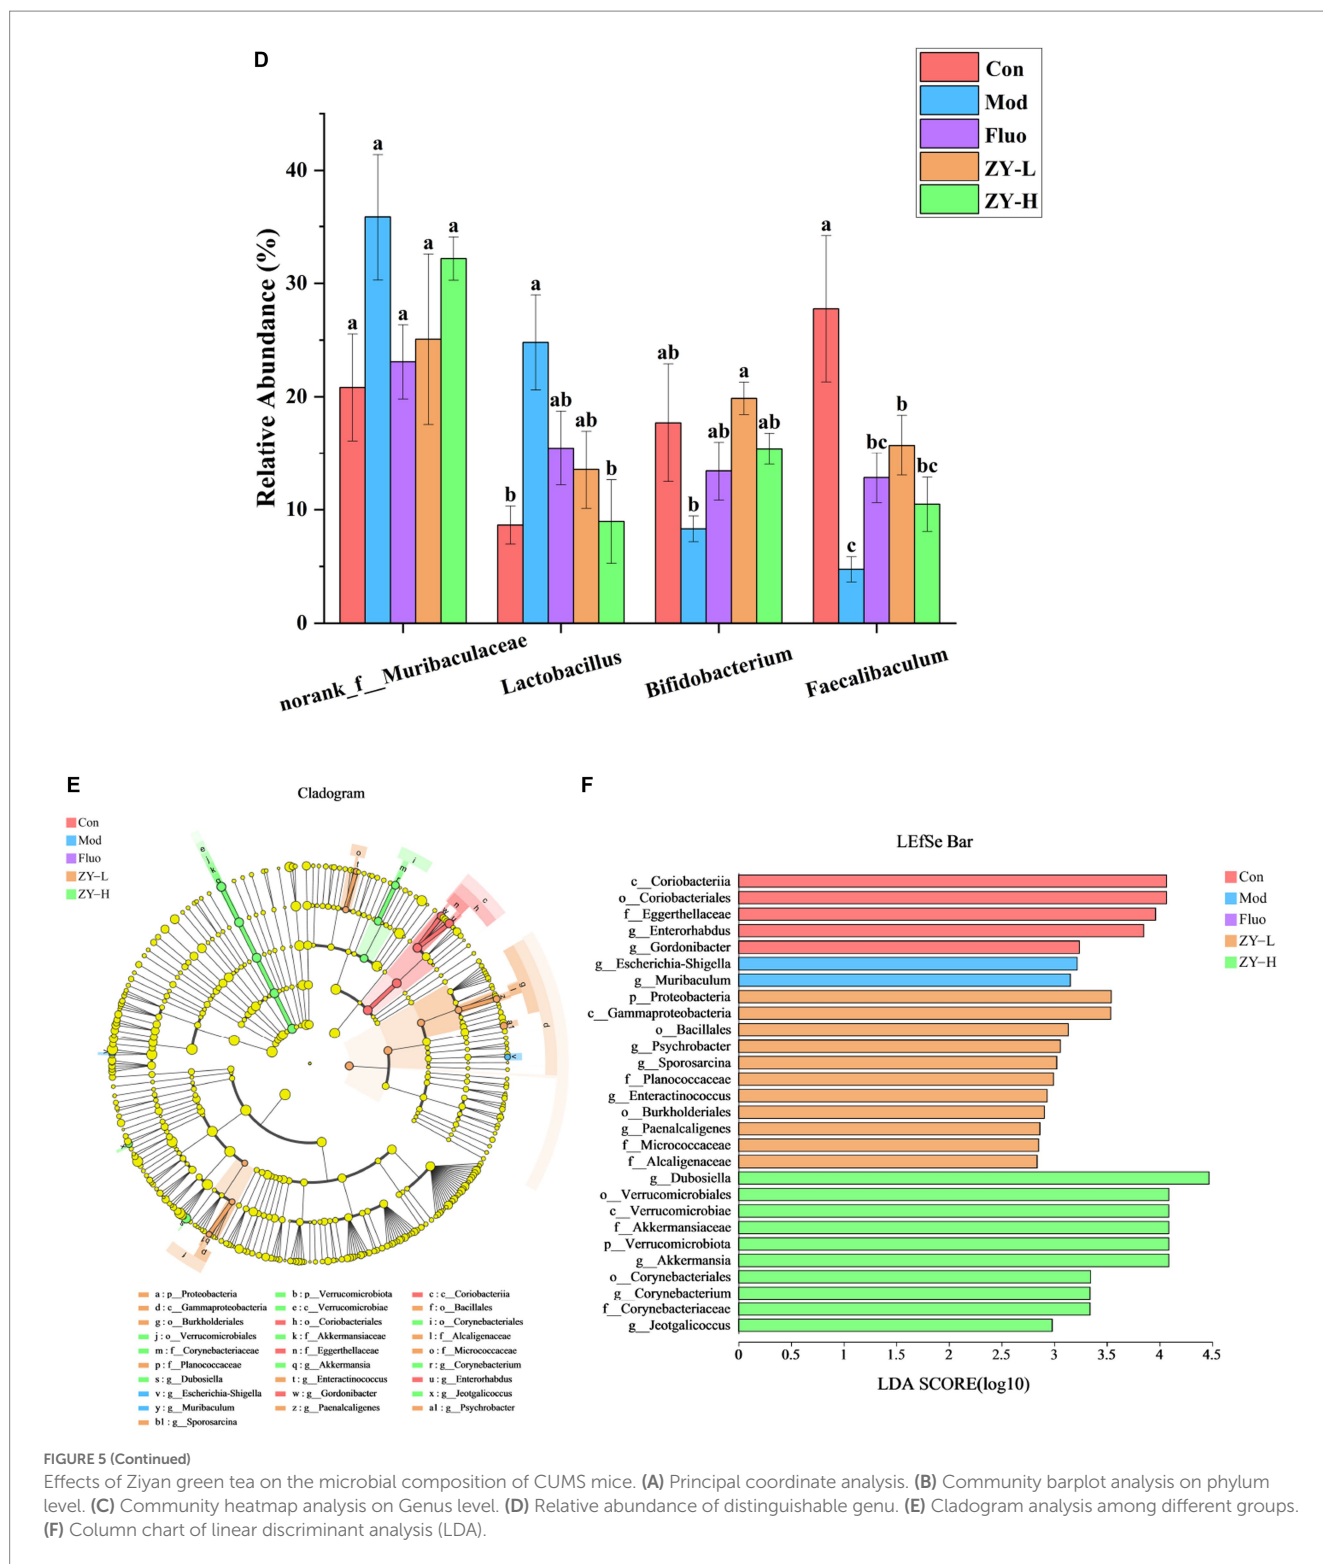 D
Con
Mod
Fluo
ZY-L
ZY-H
Relative Abundance (%)
40
30
20
10
0
a
a
a
a
a
b
a
ab
ab
b
ab
b
ab
a
ab
a
c
bc
b
bc
norank_f__Muribaculaceae
Lactobacillus
Bifidobacterium
Faecalibaculum
E
Cladogram
Con
Mod
Fluo
ZY-L
ZY-H
a : p__Proteobacteria
b : p__Verrucomicrobiota
c : c__Coriobacteriia
d : c__Gammaproteobacteria
e : c__Verrucomicrobiae
f : o__Bacillales
g : o__Burkholderiales
h : o__Coriobacteriales
i : o__Corynebacteriales
j : o__Verrucomicrobiales
k : f__Akkermansiaceae
l : f__Alcaligenaceae
m : f__Corynebacteriaceae
n : f__Eggerthellaceae
o : f__Micrococcaceae
p : f__Planococcaceae
q : g__Akkermansia
r : g__Corynebacterium
s : g__Dubosiella
t : g__Enteractinococcus
u : g__Enterorhabdus
v : g__Escherichia-Shigella
w : g__Gordonibacter
x : g__Jeotgalicoccus
y : g__Muribaculum
z : g__Paenalcaligenes
a1 : g__Psychrobacter
b1 : g__Sporosarcina
F
LEfSe Bar
c__Coriobacteriia
o__Coriobacteriales
f__Eggerthellaceae
g__Enterorhabdus
g__Gordonibacter
g__Escherichia-Shigella
g__Muribaculum
p__Proteobacteria
c__Gammaproteobacteria
o__Bacillales
g__Psychrobacter
g__Sporosarcina
f__Planococcaceae
g__Enteractinococcus
o__Burkholderiales
g__Paenalcaligenes
f__Micrococcaceae
f__Alcaligenaceae
g__Dubosiella
o__Verrucomicrobiales
c__Verrucomicrobiae
f__Akkermansiaceae
p__Verrucomicrobiota
g__Akkermansia
o__Corynebacteriales
g__Corynebacterium
f__Corynebacteriaceae
g__Jeotgalicoccus
0 0.5 1 1.5 2 2.5 3 3.5 4 4.5
LDA SCORE(log10)
Con
Mod
Fluo
ZY-L
ZY-H
FIGURE 5 (Continued)
Effects of Ziyan green tea on the microbial composition of CUMS mice. (A) Principal coordinate analysis. (B) Community barplot analysis on phylum
level. (C) Community heatmap analysis on Genus level. (D) Relative abundance of distinguishable genu. (E) Cladogram analysis among different groups.
(F) Column chart of linear discriminant analysis (LDA).